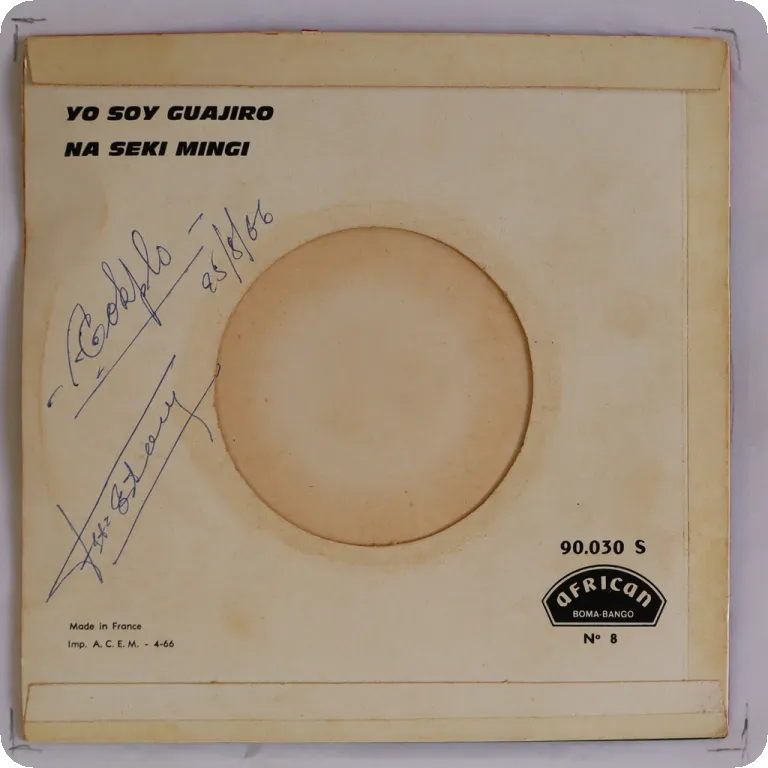 YO SOY GUAJIRO
NA SEKI MINGI
25/8/66
90.030 S
AFRICAN
BOMA-BANGO
Nº 8
Made in France
Imp. A. C. E. M. - 4-66